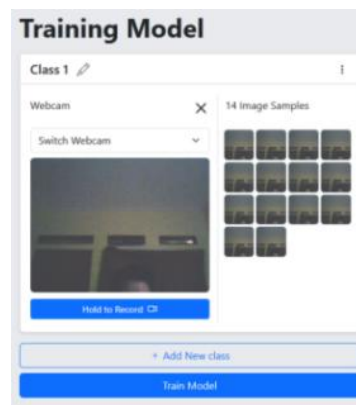 Training Model
Class 1
Webcam
14 Image Samples
Switch Webcam
Hold to Record
+ Add New class
Train Model